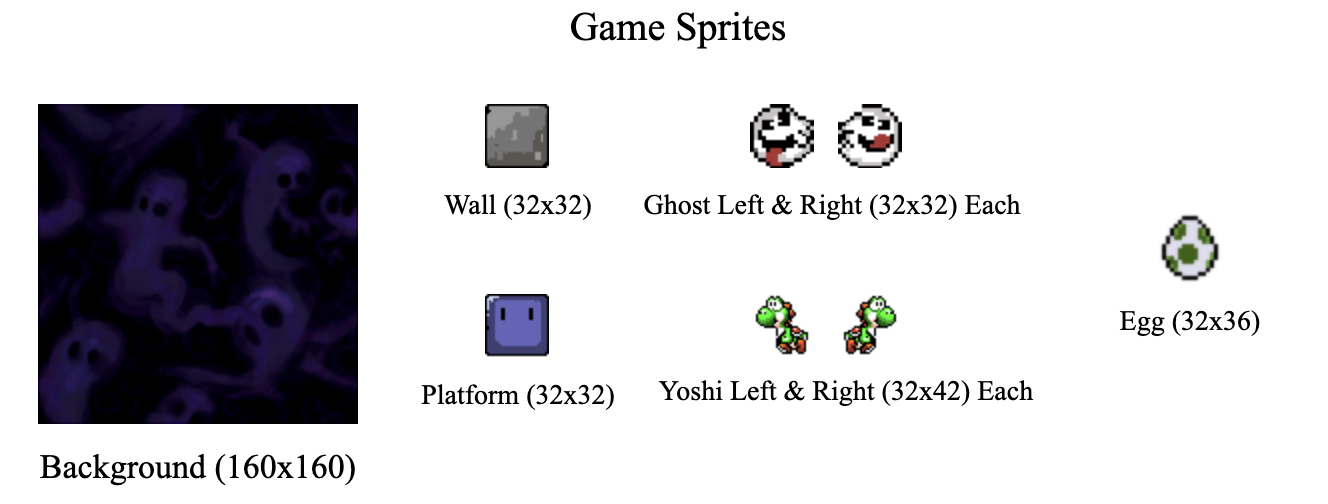 Game Sprites
Wall (32x32)
Ghost Left & Right (32x32) Each
Egg (32x36)
Platform (32x32)
Yoshi Left & Right (32x42) Each
Background (160x160)